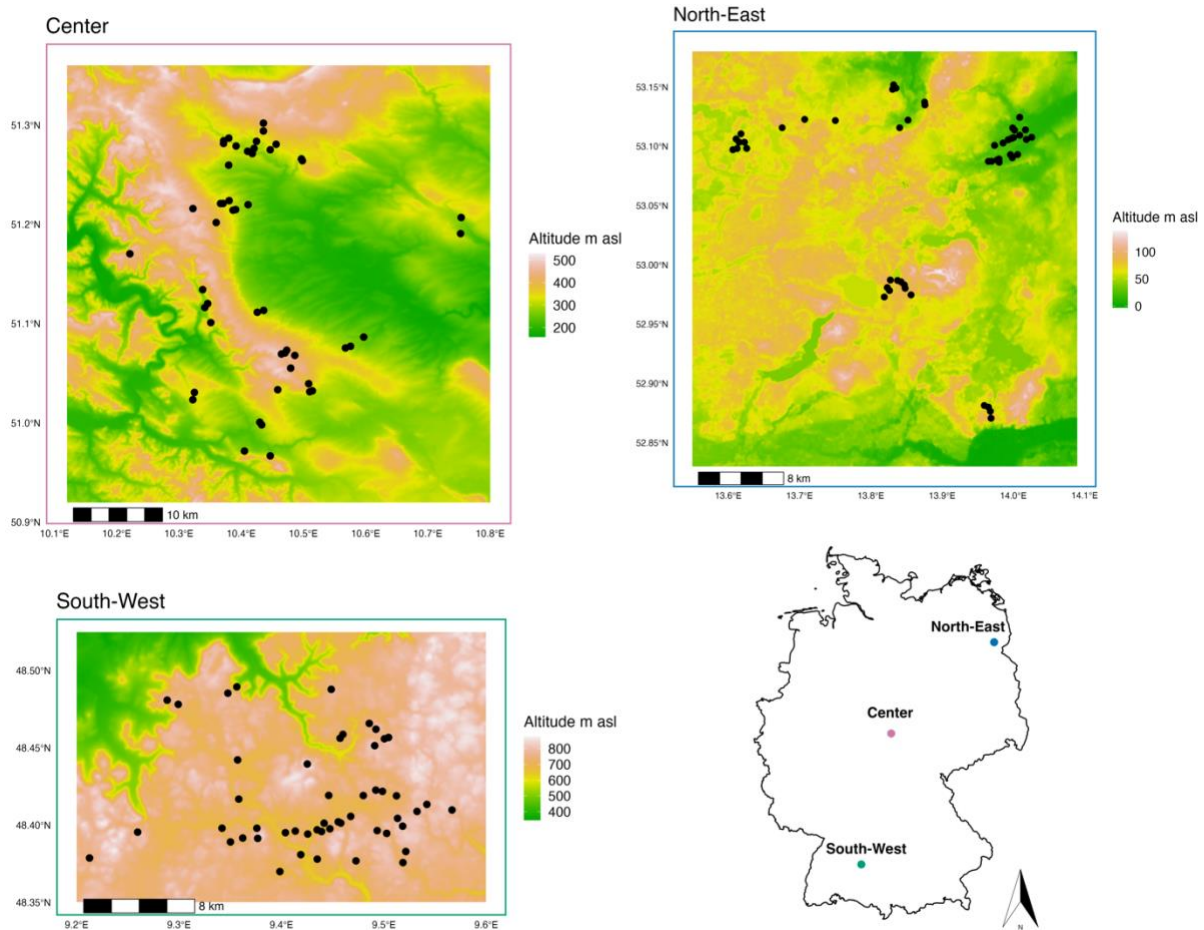 Center
51.3°N
51.2°N
51.1°N
51.0°N
50.9°N
10 km
10.1°E 10.2°E 10.3°E 10.4°E 10.5°E 10.6°E 10.7°E 10.8°E
Altitude m asl
500
400
300
200
North-East
53.15°N
53.10°N
53.05°N
53.00°N
52.95°N
52.90°N
52.85°N
8 km
13.6°E 13.7°E 13.8°E 13.9°E 14.0°E 14.1°E
Altitude m asl
100
50
0
South-West
48.50°N
48.45°N
48.40°N
48.35°N
8 km
9.2°E 9.3°E 9.4°E 9.5°E 9.6°E
Altitude m asl
800
700
600
500
400
North-East
Center
South-West
N